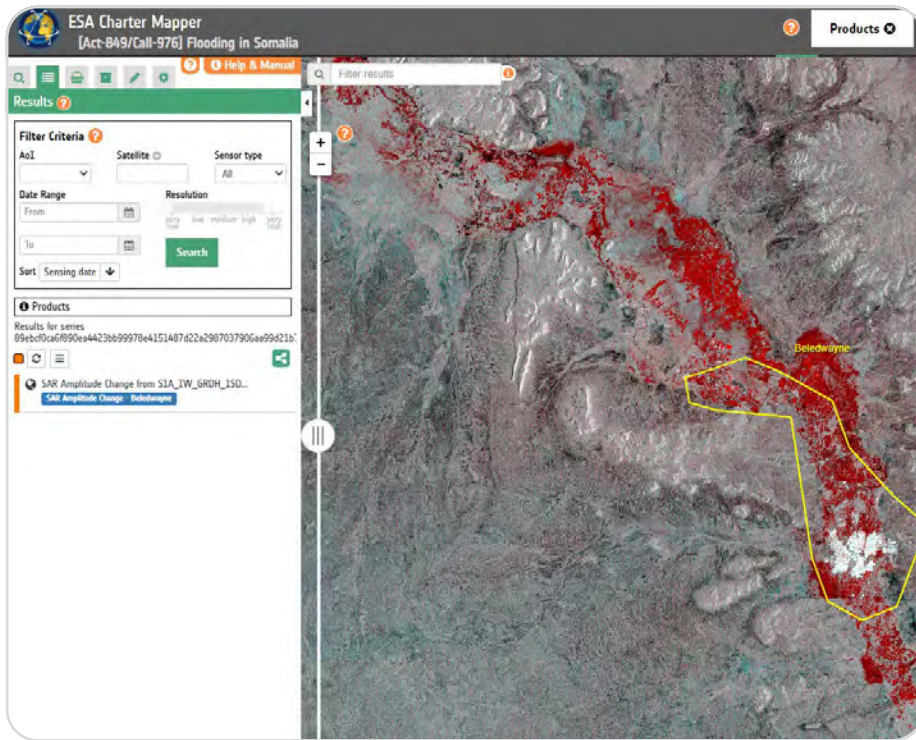 ESA Charter Mapper
[Act-849/Call-976] Flooding in Somalia
?
Products
?
Help & Manual
Results ?
Filter results
Filter Criteria ?
AoI
Satellite
Sensor type
All
Date Range
Resolution
From
very low
low
medium
high
very high
To
Search
Sort
Sensing date
Products
Results for series
SAR Amplitude Change from S1A_IW_GRDH_1SD...
SAR Amplitude Change - Beledwayne
+
?
−
Beledwayne